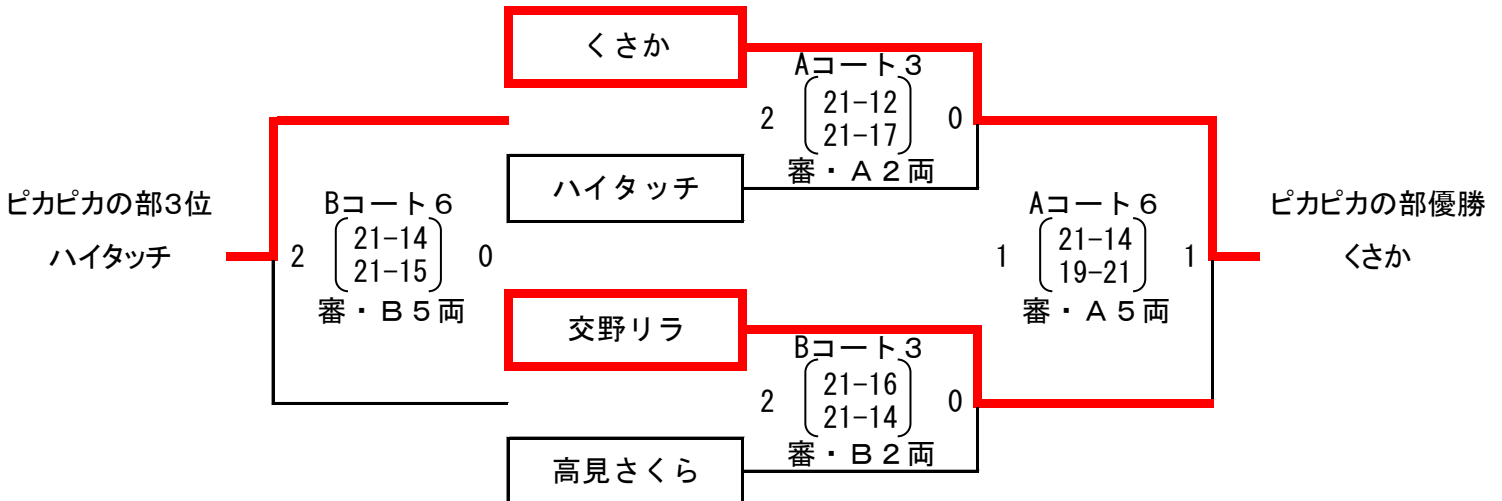 くさか
Aコート3
2 21-12 0
21-17
審・A2両
ハイタッチ
ピカピカの部3位
ハイタッチ
Bコート6
2 21-14 0
21-15
審・B5両
Aコート6
1 21-14 1
19-21
審・A5両
ピカピカの部優勝
くさか
交野リラ
Bコート3
2 21-16 0
21-14
審・B2両
高見さくら